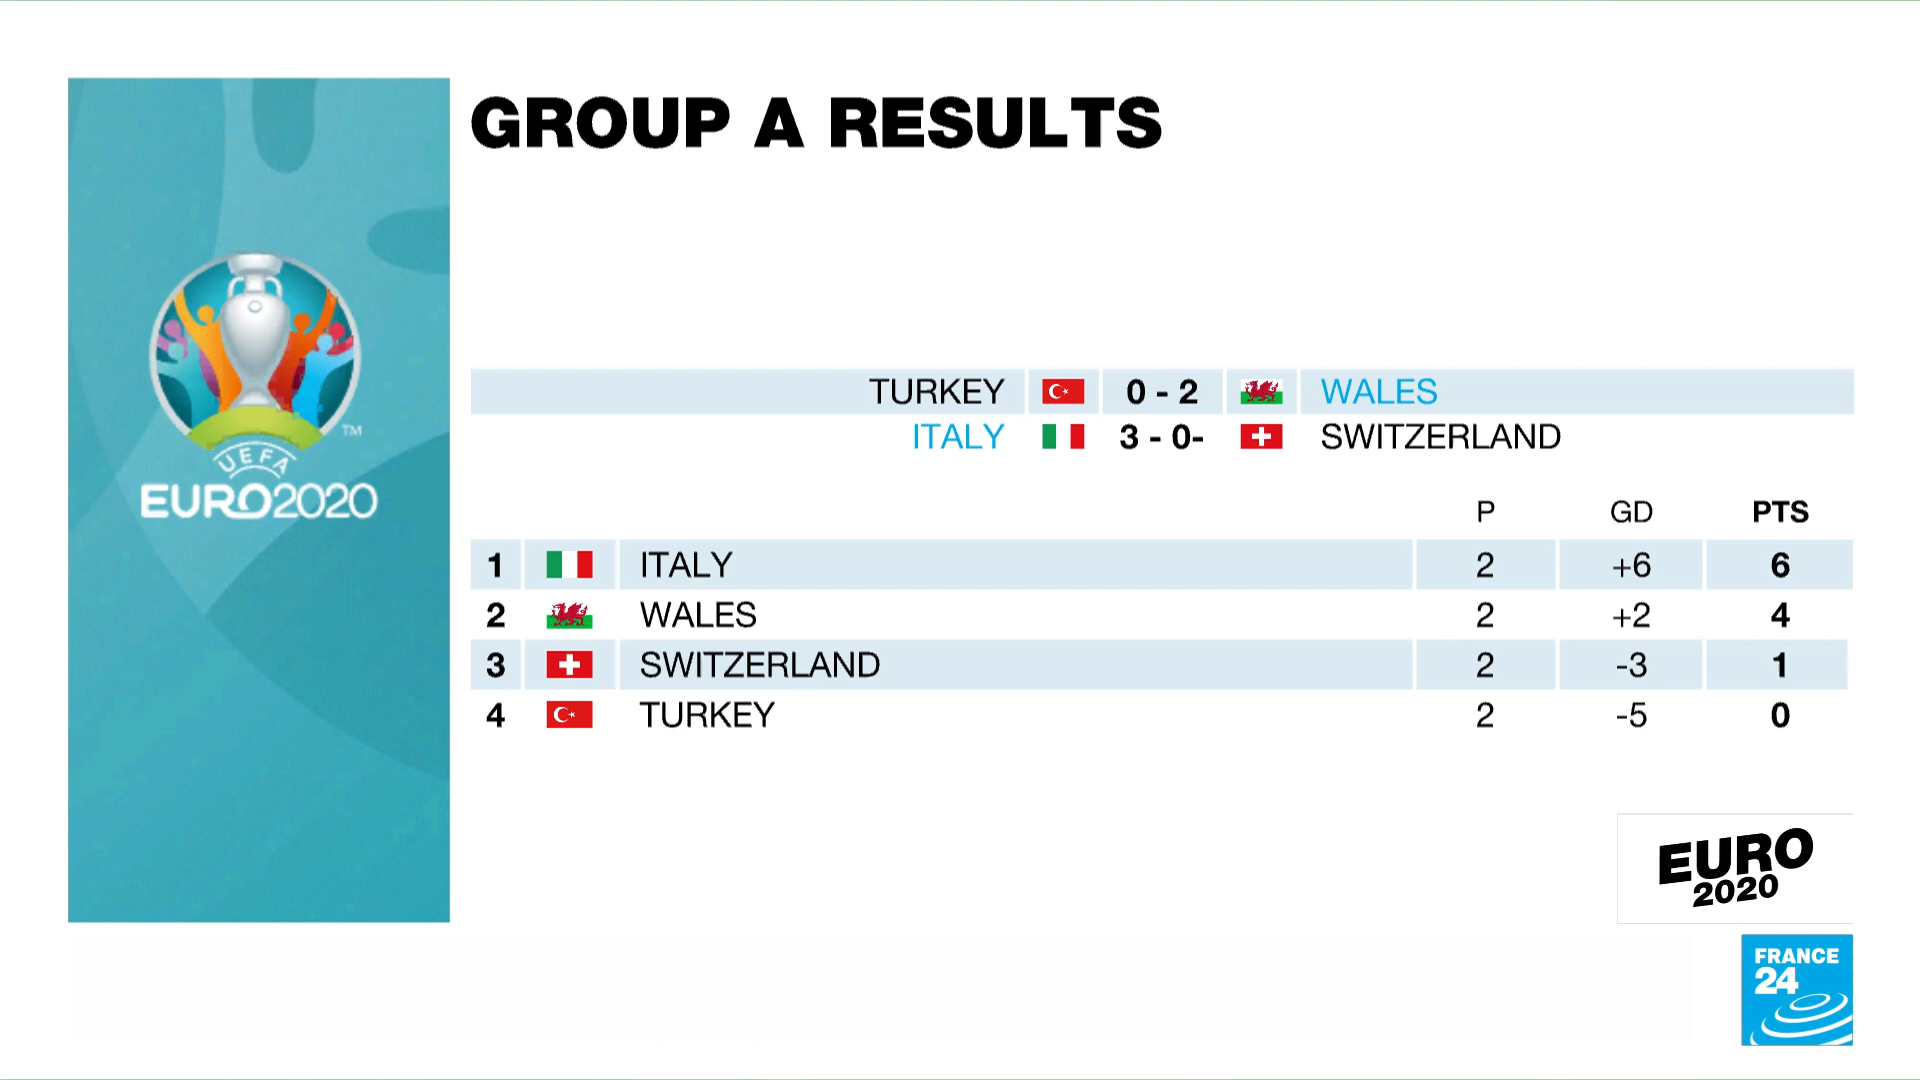 GROUP A RESULTS
TURKEY 0 - 2 WALES
ITALY 3 - 0- SWITZERLAND
P GD PTS
1 ITALY 2 +6 6
2 WALES 2 +2 4
3 SWITZERLAND 2 -3 1
4 TURKEY 2 -5 0
TM
UEFA
EURO2020
EURO
2020
FRANCE
24